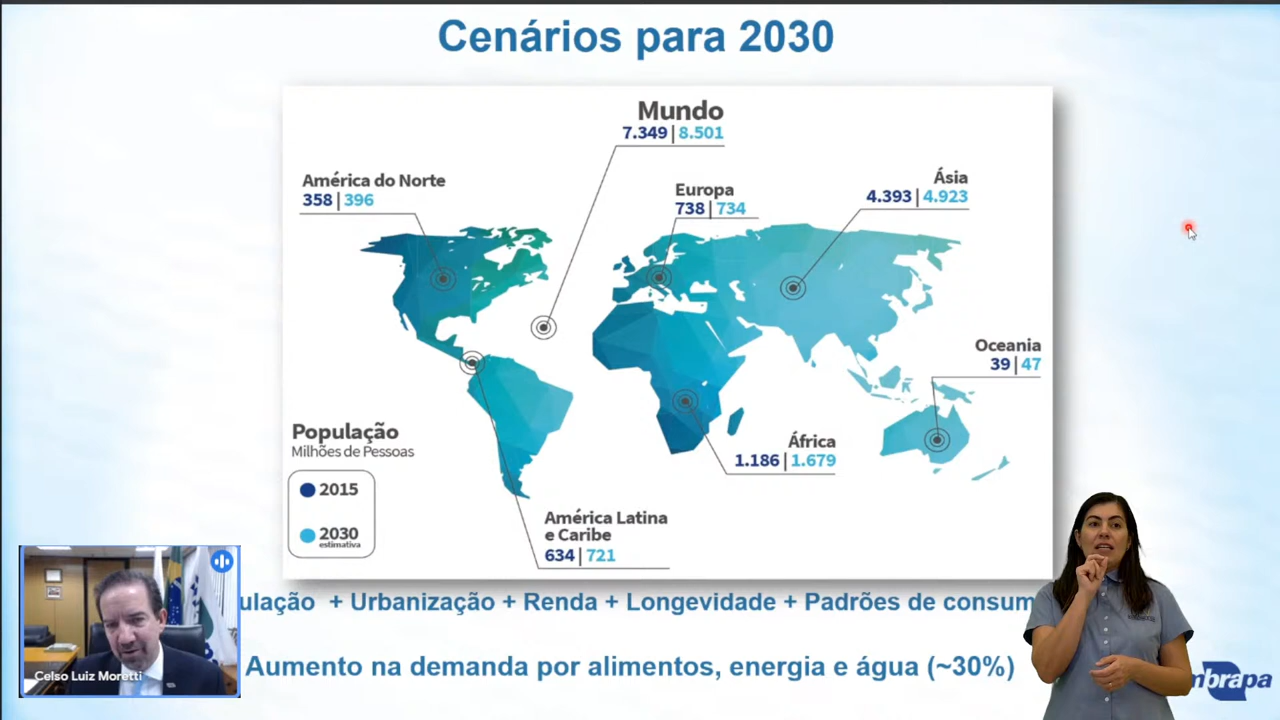 Cenários para 2030
Mundo
7.349 | 8.501
América do Norte
358 | 396
Europa
738 | 734
Ásia
4.393 | 4.923
Oceania
39 | 47
População
Milhões de Pessoas
2015
2030
estimativa
África
1.186 | 1.679
América Latina
e Caribe
634 | 721
ulação + Urbanização + Renda + Longevidade + Padrões de consum
Aumento na demanda por alimentos, energia e água (~30%)
Celso Luiz Moretti
mbrapa